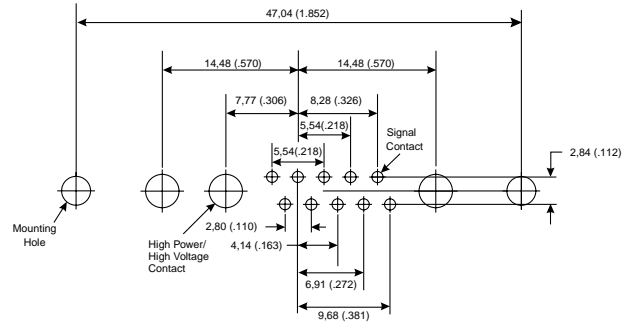 47,04 (1.852)
14,48 (.570)
14,48 (.570)
7,77 (.306)
8,28 (.326)
5,54(.218)
Signal
Contact
5,54(.218)
2,84 (.112)
Mounting
Hole
2,80 (.110)
High Power/
High Voltage
Contact
4,14 (.163)
6,91 (.272)
9,68 (.381)